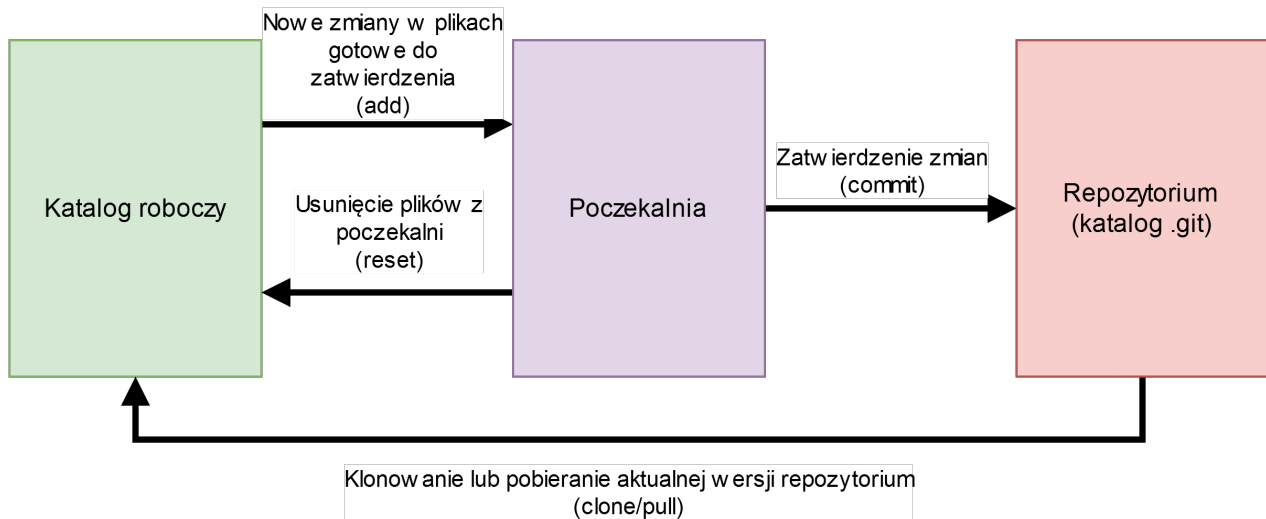 Nowe zmiany w plikach
gotowe do
zatwierdzenia
(add)
Katalog roboczy
Usunięcie plików z
poczekalni
(reset)
Poczekalnia
Zatwierdzenie zmian
(commit)
Repozytorium
(katalog .git)
Klonowanie lub pobieranie aktualnej wersji repozytorium
(clone/pull)